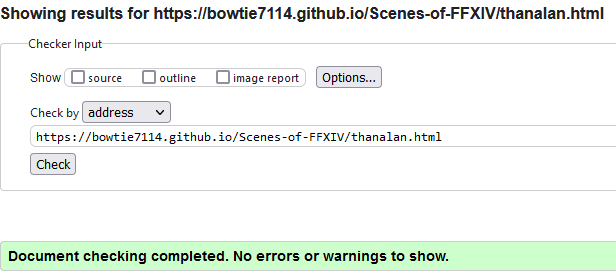 Showing results for https://bowtie7114.github.io/Scenes-of-FFXIV/thanalan.html
Checker Input
Show source outline image report Options...
Check by address
https://bowtie7114.github.io/Scenes-of-FFXIV/thanalan.html
Check
Document checking completed. No errors or warnings to show.